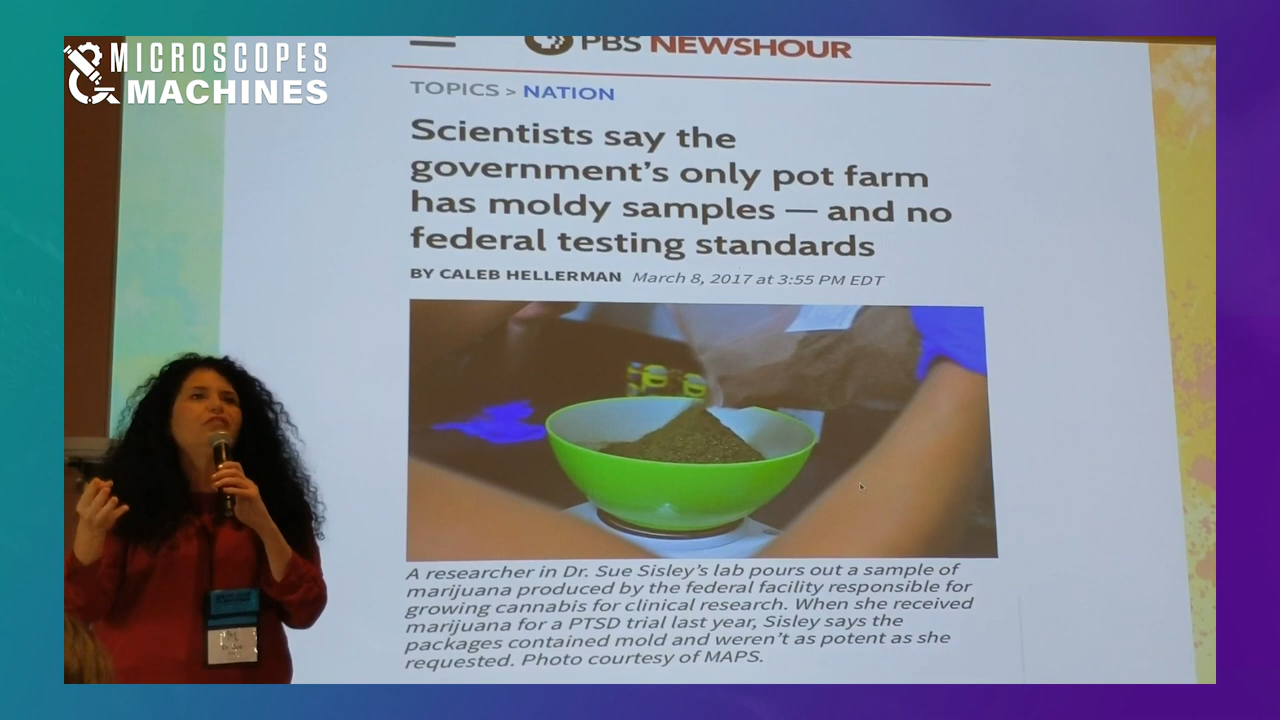 MICROSCOPES
& MACHINES
PBS NEWSHOUR
TOPICS > NATION
Scientists say the
government's only pot farm
has moldy samples — and no
federal testing standards
BY CALEB HELLERMAN March 8, 2017 at 3:55 PM EDT
A researcher in Dr. Sue Sisley's lab pours out a sample of
marijuana produced by the federal facility responsible for
growing cannabis for clinical research. When she received
marijuana for a PTSD trial last year, Sisley says the
packages contained mold and weren't as potent as she
requested. Photo courtesy of MAPS.
Dr. Sue